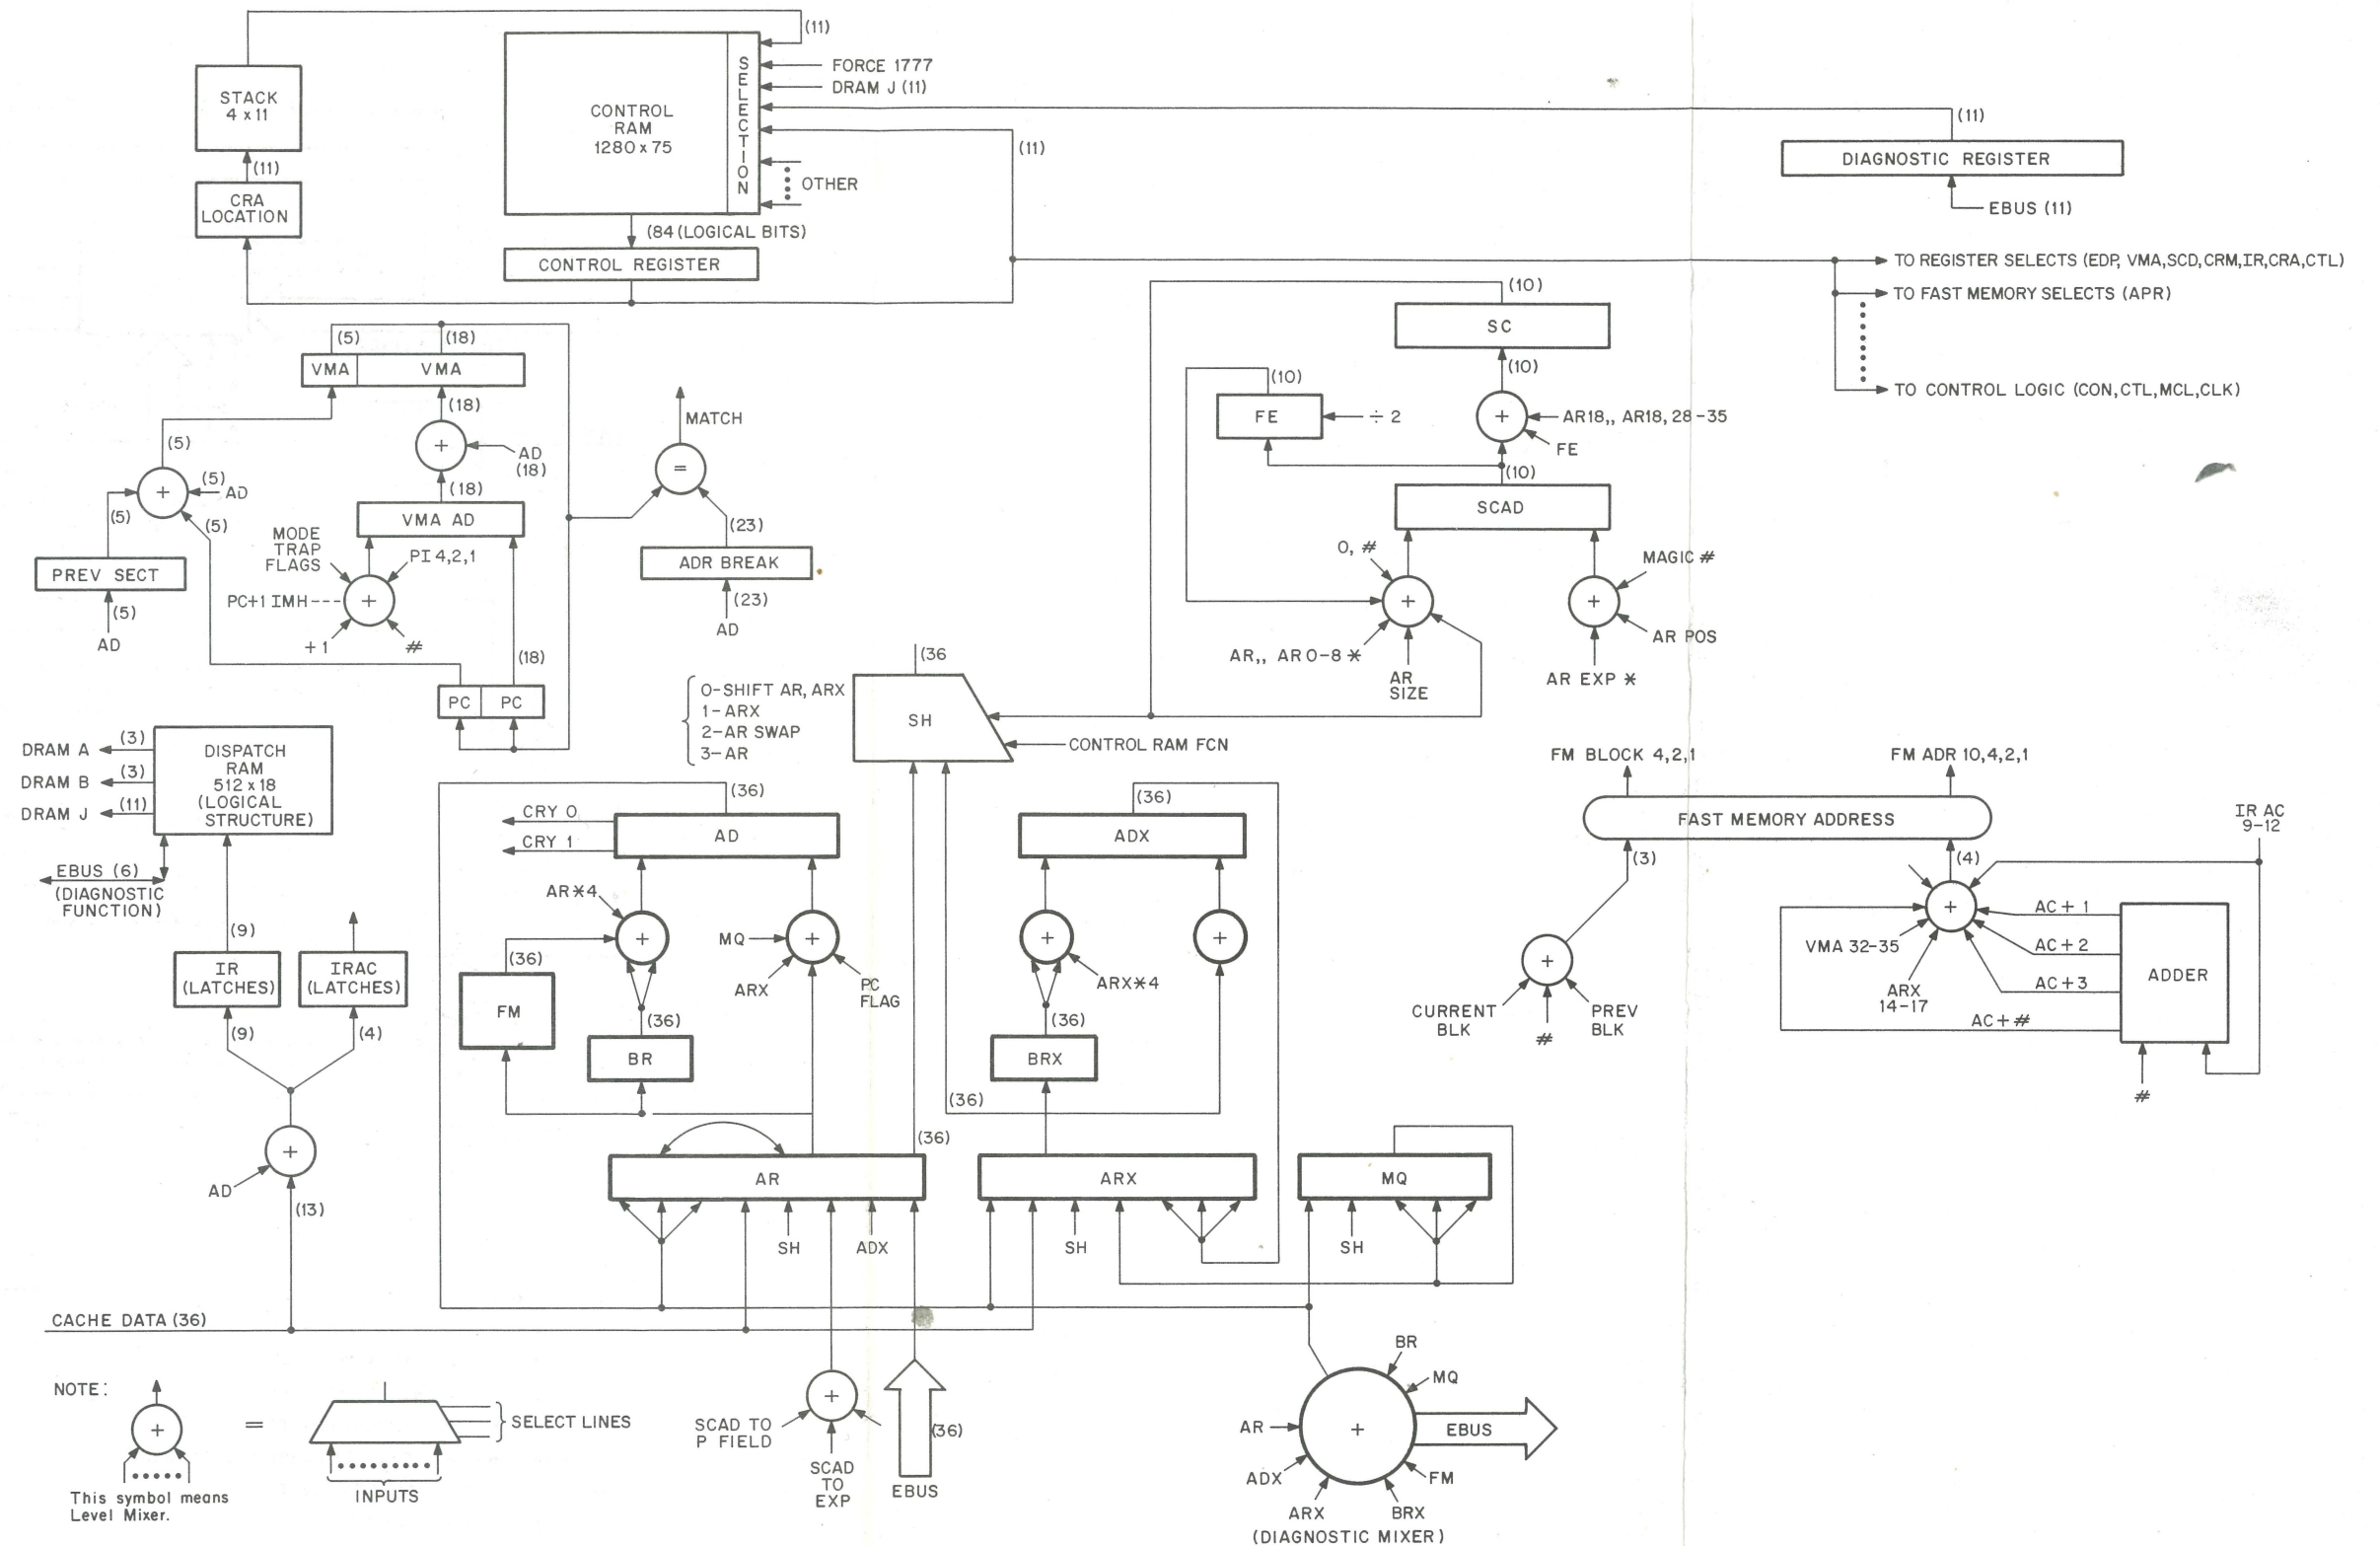 (11)
FORCE 1777
DRAM J (11)
STACK
4 x 11
(11)
CRA
LOCATION
CONTROL
RAM
1280 x 75
SELECTION
OTHER
(11)
(84 (LOGICAL BITS)
CONTROL REGISTER
(11)
DIAGNOSTIC REGISTER
EBUS (11)
TO REGISTER SELECTS (EDP, VMA,SCD,CRM,IR,CRA,CTL)
TO FAST MEMORY SELECTS (APR)
TO CONTROL LOGIC (CON,CTL,MCL,CLK)
(5)
(18)
VMA
VMA
(18)
+
AD
(18)
(18)
VMA AD
(5)
+
(5)
AD
(5)
(5)
PREV SECT
(5)
AD
MODE
TRAP
FLAGS
PI 4,2,1
PC+1 IMH---
+
+1
#
(18)
PC
PC
MATCH
=
(23)
ADR BREAK
(23)
AD
(10)
SC
(10)
(10)
FE
÷ 2
+
AR18,, AR18, 28-35
FE
(10)
SCAD
0, #
+
AR,, AR 0-8 *
AR
SIZE
MAGIC #
+
AR POS
AR EXP *
(36
0-SHIFT AR, ARX
1-ARX
2-AR SWAP
3-AR
SH
CONTROL RAM FCN
DRAM A
(3)
DRAM B
(3)
DRAM J
(11)
DISPATCH
RAM
512 x 18
(LOGICAL
STRUCTURE)
EBUS (6)
(DIAGNOSTIC
FUNCTION)
(9)
IR
(LATCHES)
IRAC
(LATCHES)
(9)
(4)
+
AD
(13)
CACHE DATA (36)
(36)
CRY 0
CRY 1
AD
AR*4
+
MQ
+
ARX
PC
FLAG
(36)
FM
(36)
BR
(36)
AR
SH
ADX
(36)
ADX
+
ARX*4
+
(36)
BRX
(36)
ARX
SH
MQ
SH
FM BLOCK 4,2,1
FM ADR 10,4,2,1
FAST MEMORY ADDRESS
IR AC
9-12
(3)
(4)
+
AC + 1
AC + 2
AC + 3
AC + #
VMA 32-35
ARX
14-17
ADDER
#
+
CURRENT
BLK
#
PREV
BLK
NOTE:
+
=
SELECT LINES
INPUTS
This symbol means
Level Mixer.
+
SCAD TO
P FIELD
SCAD
TO
EXP
(36)
EBUS
BR
MQ
AR
+
EBUS
ADX
FM
ARX
BRX
(DIAGNOSTIC MIXER)